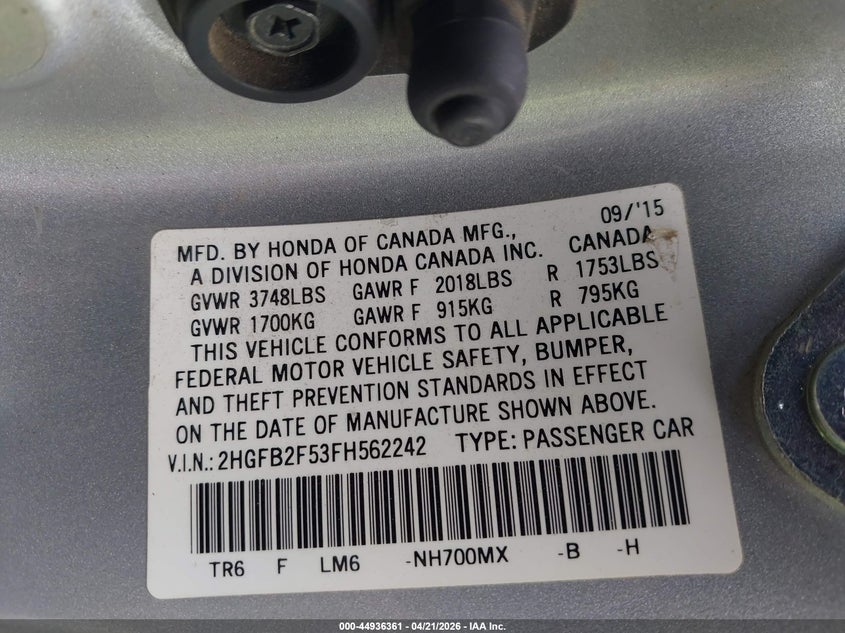 09/'15
MFD. BY HONDA OF CANADA MFG.,
A DIVISION OF HONDA CANADA INC. CANADA
GVWR 3748LBS GAWR F 2018LBS R 1753LBS
GVWR 1700KG GAWR F 915KG R 795KG
THIS VEHICLE CONFORMS TO ALL APPLICABLE
FEDERAL MOTOR VEHICLE SAFETY, BUMPER,
AND THEFT PREVENTION STANDARDS IN EFFECT
ON THE DATE OF MANUFACTURE SHOWN ABOVE.
V.I.N.: 2HGFB2F53FH562242 TYPE: PASSENGER CAR
TR6 F LM6 -NH700MX -B -H
000-44936361 - 04/21/2026 - IAA Inc.